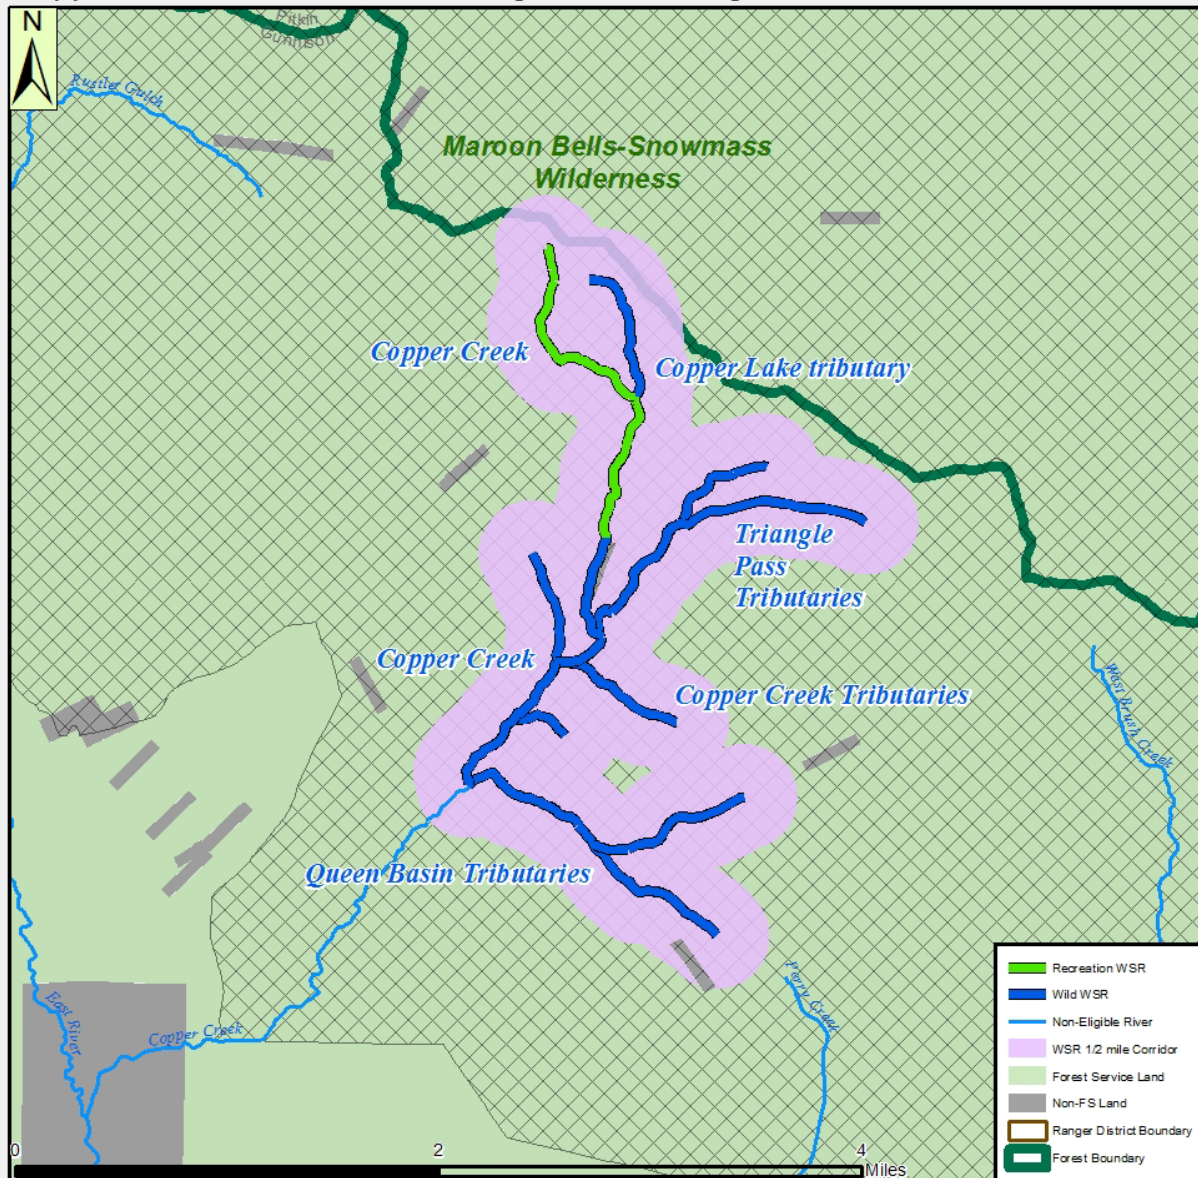 N
Pitkin
Gunnison
Rustler Gulch
Maroon Bells-Snowmass
Wilderness
Copper Creek
Copper Lake tributary
Triangle
Pass
Tributaries
Copper Creek
Copper Creek Tributaries
West Brush Creek
Queen Basin Tributaries
Perry Creek
East River
Copper Creek
Recreation WSR
Wild WSR
Non-Eligible River
WSR 1/2 mile Corridor
Forest Service Land
Non-FS Land
Ranger District Boundary
Forest Boundary
0
2
4
Miles